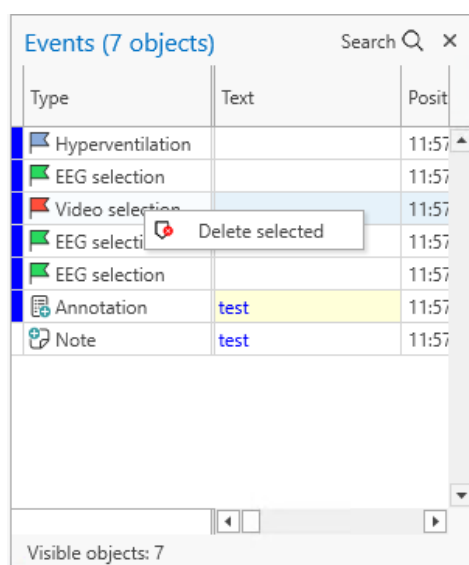 Events (7 objects) Search
Type Text Posit
Hyperventilation 11:57
EEG selection 11:57
Video selection 11:57
Delete selected
EEG selecti 11:57
EEG selection 11:57
Annotation test 11:57
Note test 11:57
Visible objects: 7